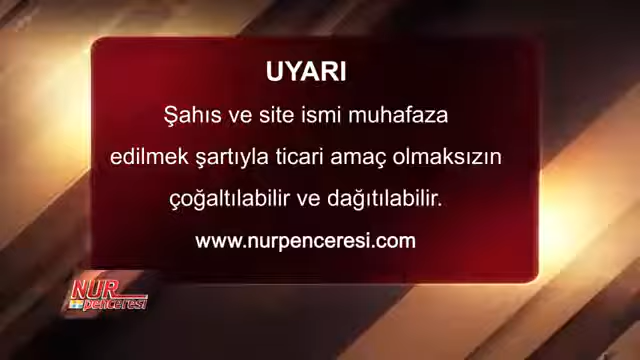 UYARI
Şahıs ve site ismi muhafaza
edilmek şartıyla ticari amaç olmaksızın
çoğaltılabilir ve dağıtılabilir.
www.nurpenceresi.com
NUR
penceresi